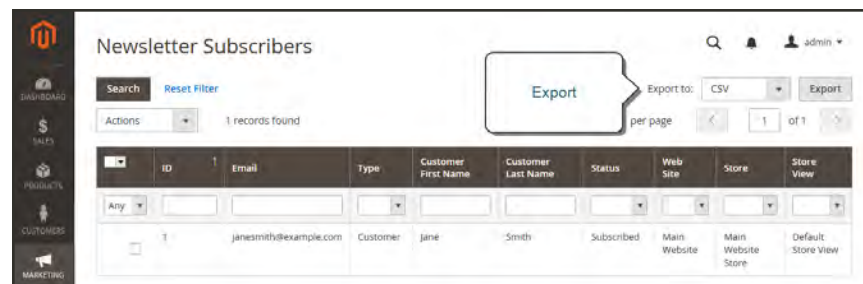 Newsletter Subscribers
admin
Search
Reset Filter
Export
Export to:
CSV
Export
Actions
1 records found
per page
1
of 1
ID
Email
Type
Customer First Name
Customer Last Name
Status
Web Site
Store
Store View
Any
1
janesmith@example.com
Customer
Jane
Smith
Subscribed
Main Website
Main Website Store
Default Store View
DASHBOARD
SALES
PRODUCTS
CUSTOMERS
MARKETING